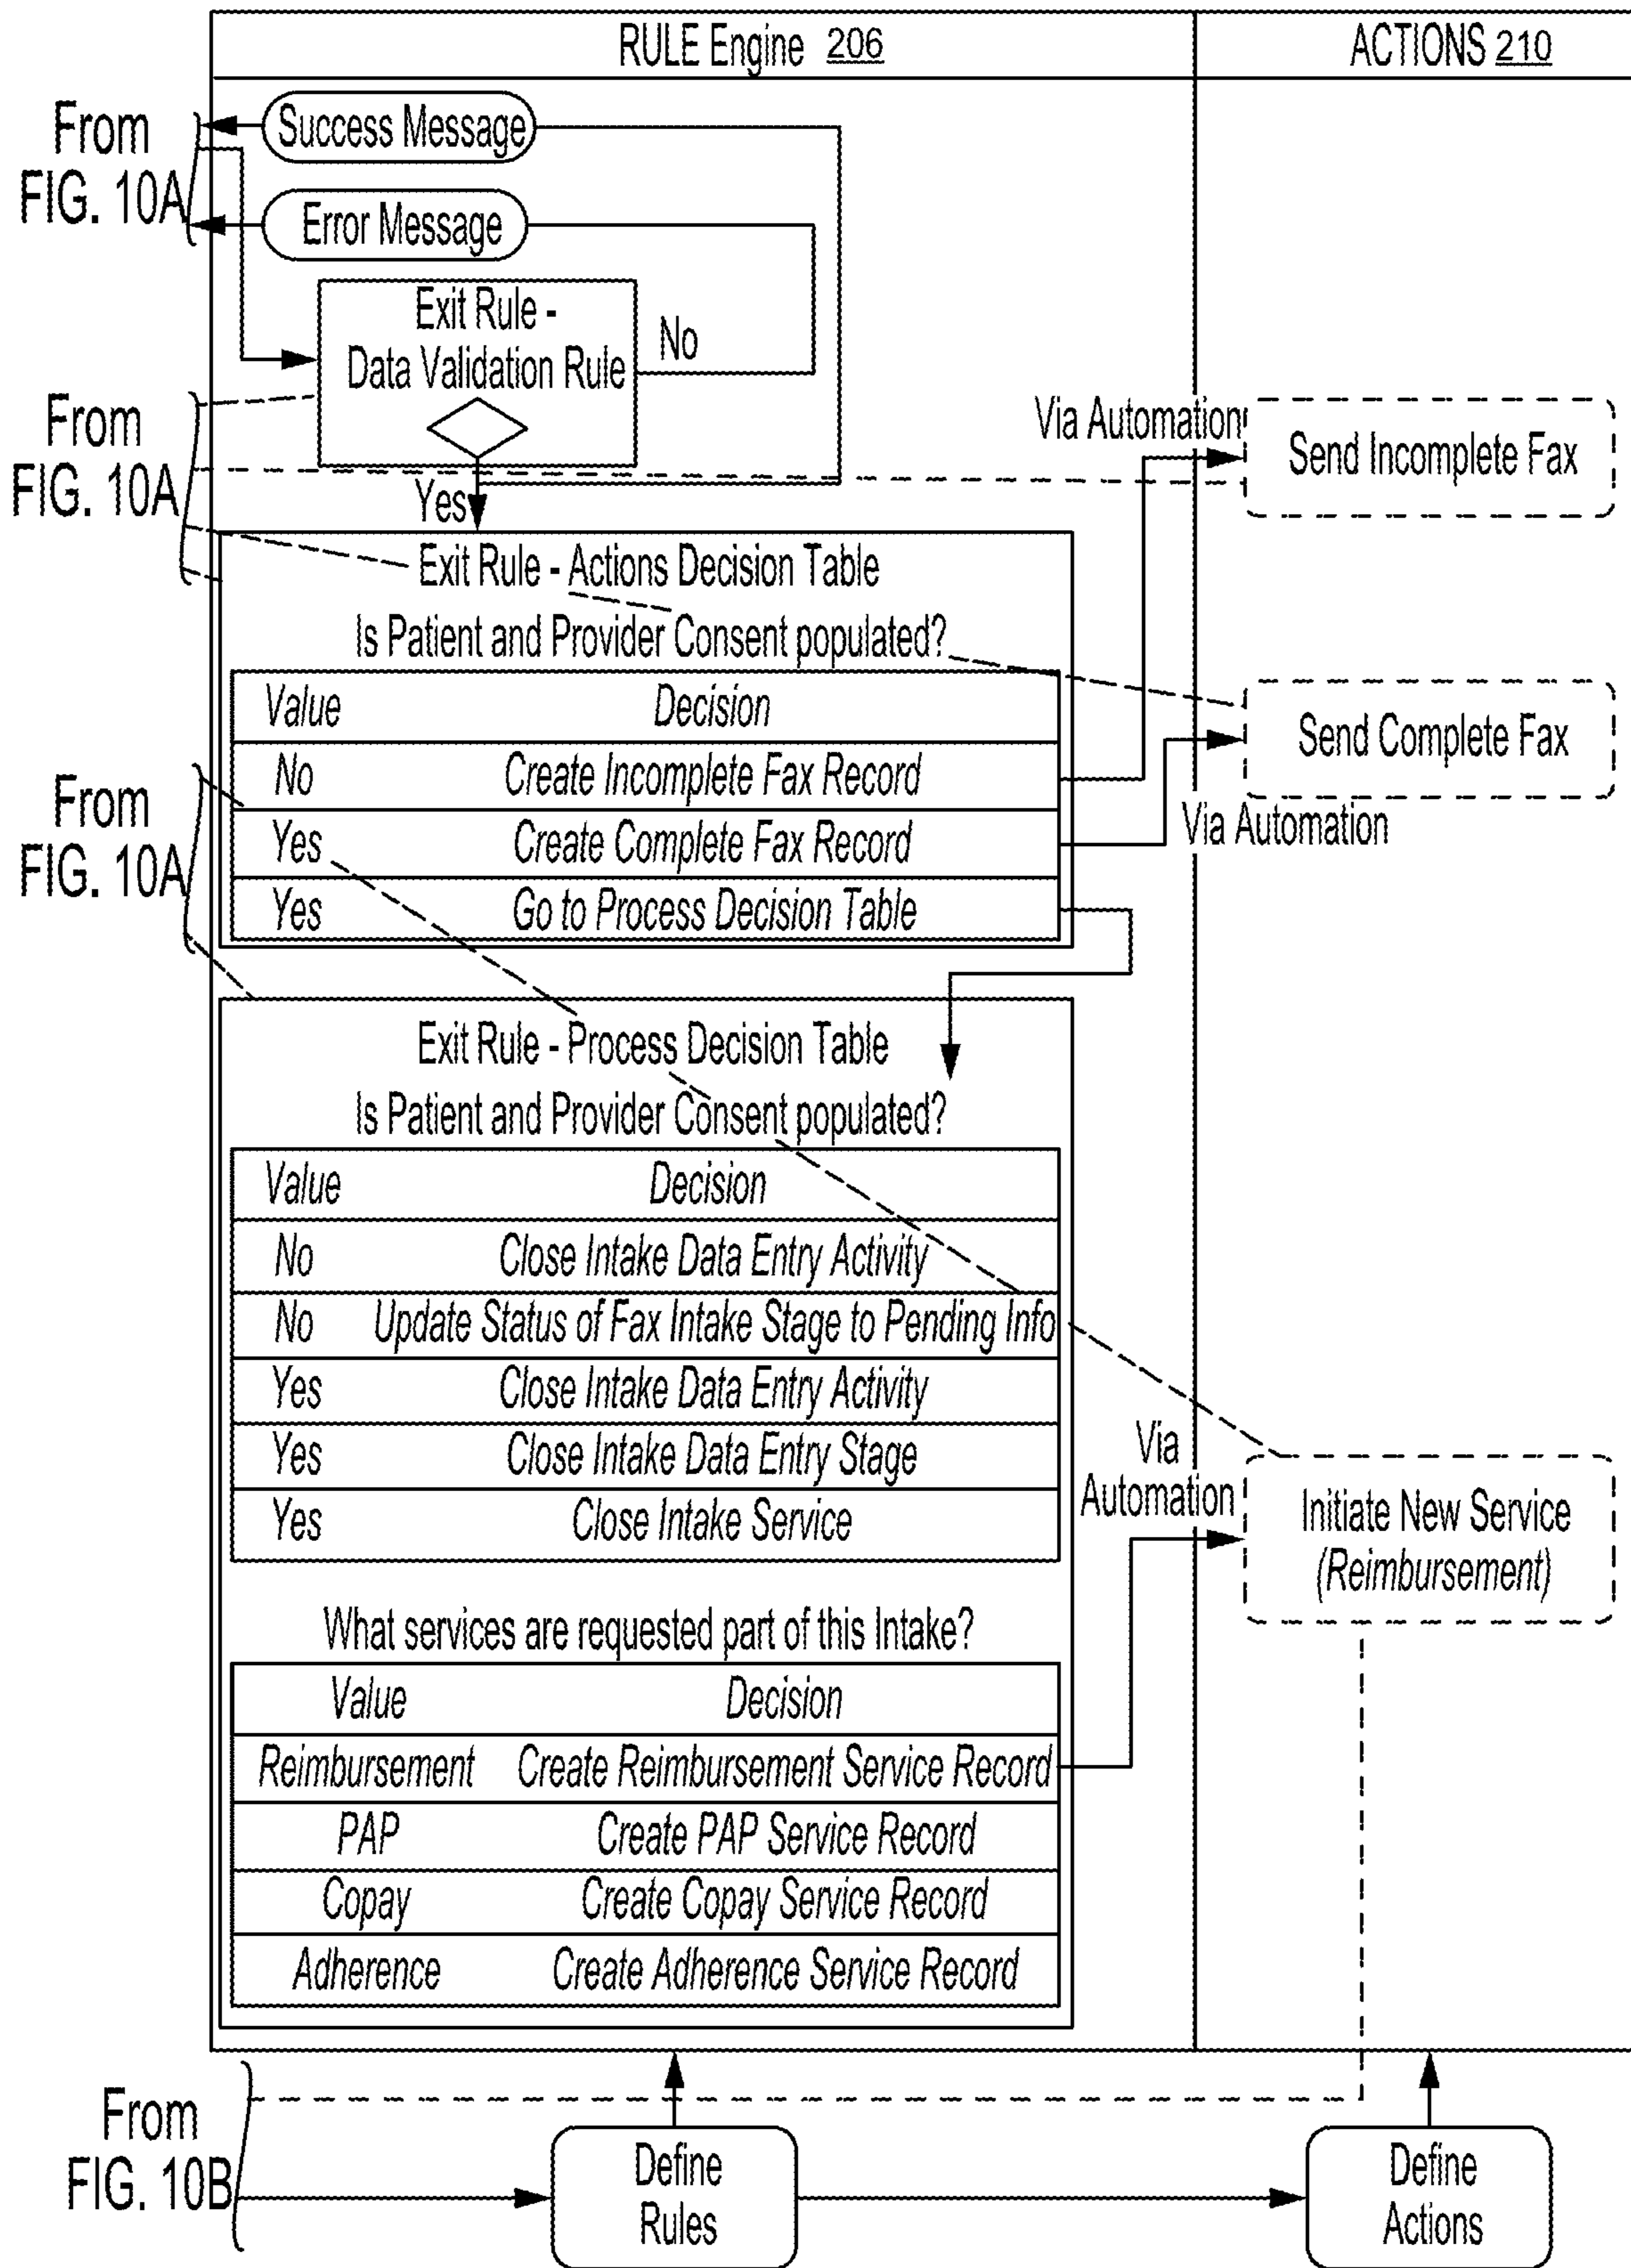 RULE Engine 206
ACTIONS 210
From
FIG. 10A
Success Message
Error Message
Exit Rule -
Data Validation Rule
No
Yes
From
FIG. 10A
Via Automation
Send Incomplete Fax
Exit Rule - Actions Decision Table
Is Patient and Provider Consent populated?
Value Decision
No Create Incomplete Fax Record
Yes Create Complete Fax Record
Yes Go to Process Decision Table
Send Complete Fax
Via Automation
From
FIG. 10A
Exit Rule - Process Decision Table
Is Patient and Provider Consent populated?
Value Decision
No Close Intake Data Entry Activity
No Update Status of Fax Intake Stage to Pending Info
Yes Close Intake Data Entry Activity
Yes Close Intake Data Entry Stage
Yes Close Intake Service
Via
Automation
Initiate New Service
(Reimbursement)
What services are requested part of this Intake?
Value Decision
Reimbursement Create Reimbursement Service Record
PAP Create PAP Service Record
Copay Create Copay Service Record
Adherence Create Adherence Service Record
From
FIG. 10B
Define
Rules
Define
Actions